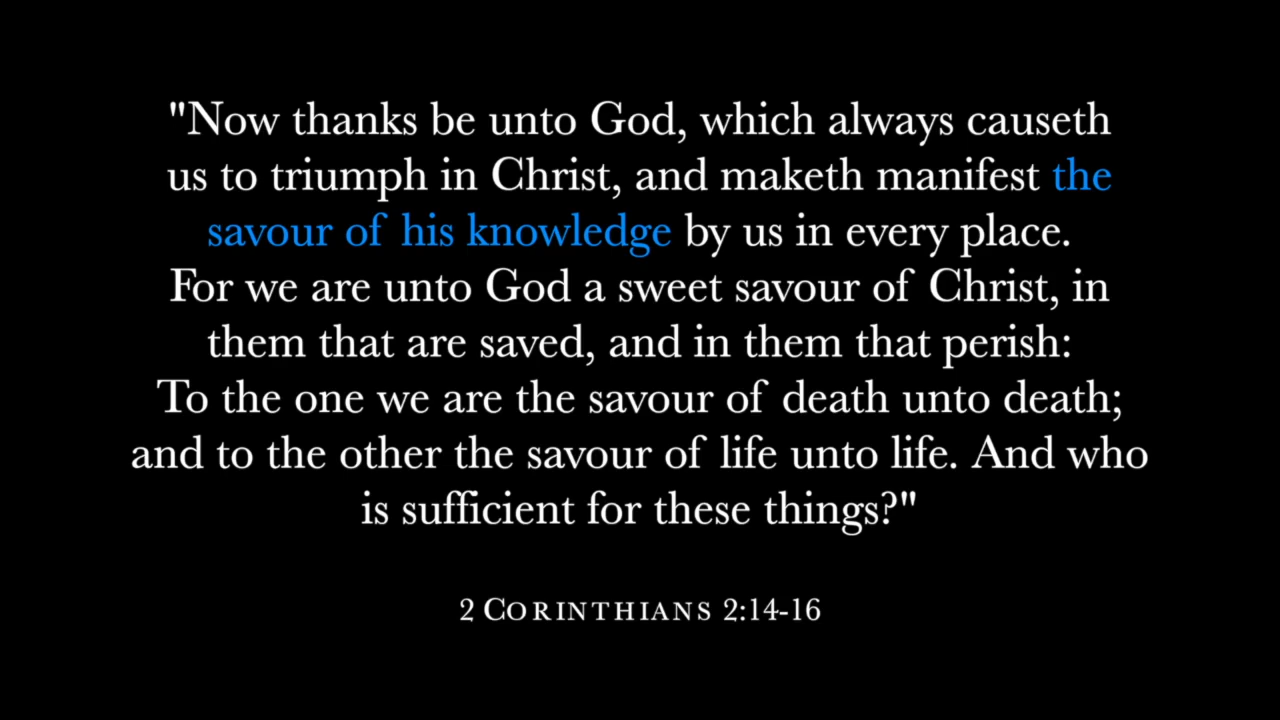 "Now thanks be unto God, which always causeth
us to triumph in Christ, and maketh manifest the
savour of his knowledge by us in every place.
For we are unto God a sweet savour of Christ, in
them that are saved, and in them that perish:
To the one we are the savour of death unto death;
and to the other the savour of life unto life. And who
is sufficient for these things?"
2 CORINTHIANS 2:14-16